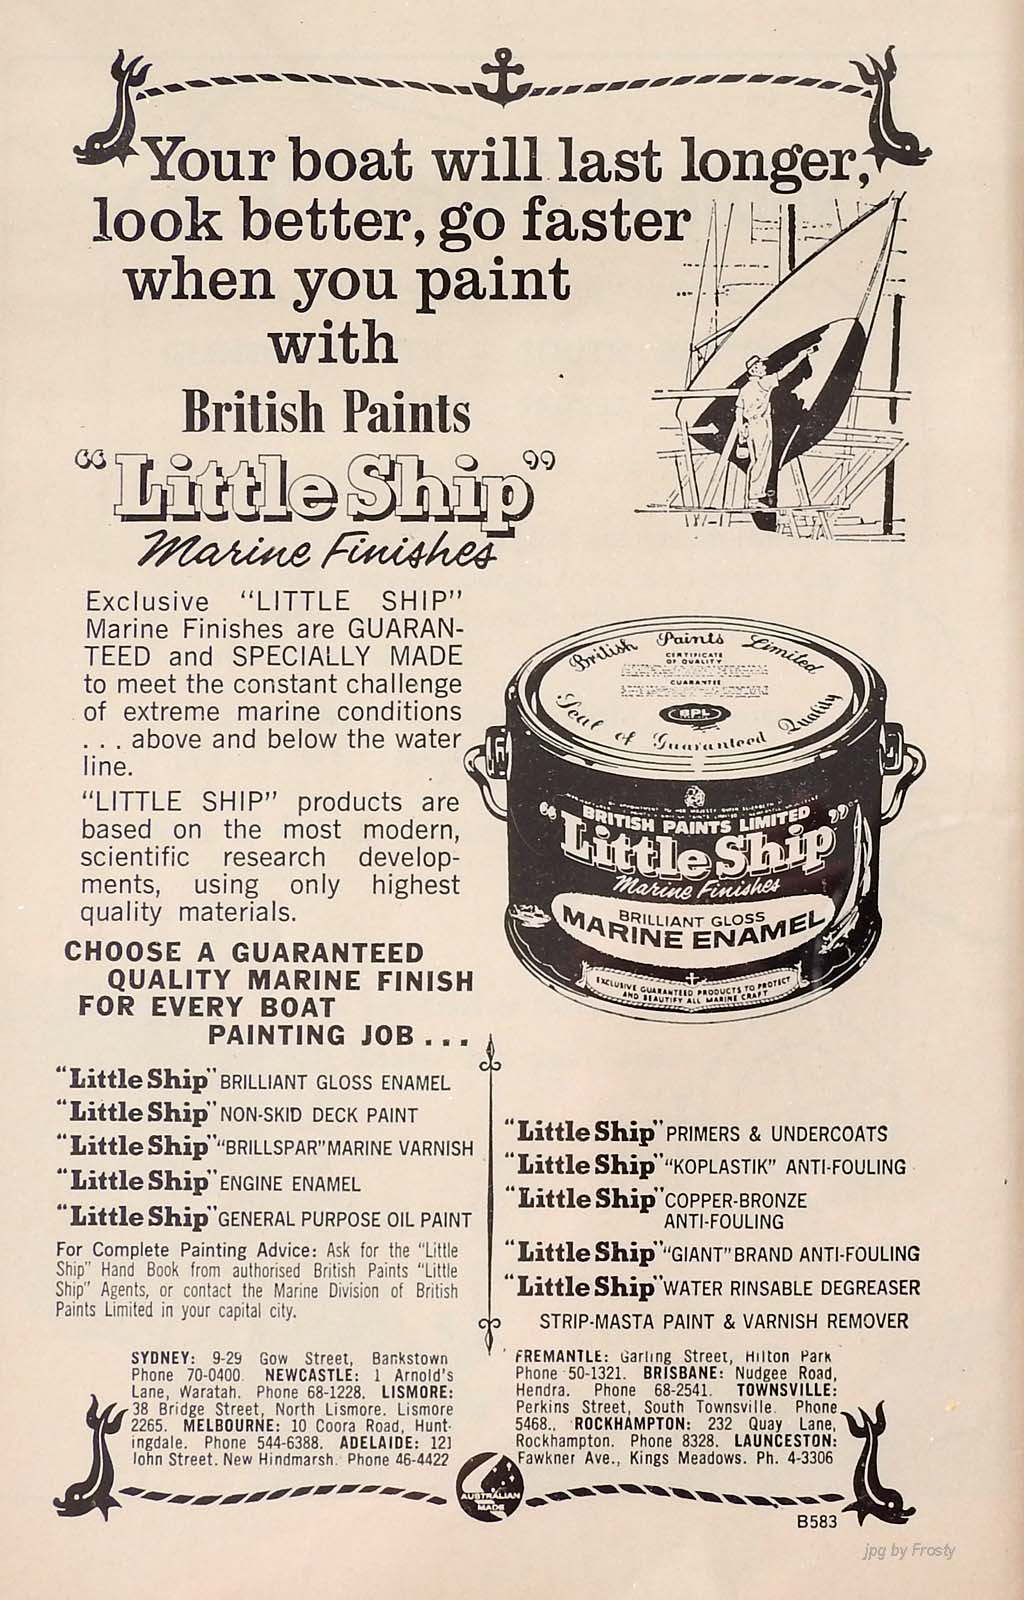 Your boat will last longer,
look better, go faster
when you paint
with
British Paints
"Little Ship"
Marine Finishes
Exclusive "LITTLE SHIP"
Marine Finishes are GUARAN-
TEED and SPECIALLY MADE
to meet the constant challenge
of extreme marine conditions
... above and below the water
line.
"LITTLE SHIP" products are
based on the most modern,
scientific research develop-
ments, using only highest
quality materials.
British Paints Limited
CERTIFICATE
OF QUALITY
GUARANTEE
BPL
Seal of Guaranteed Quality
BRITISH PAINTS LIMITED
"Little Ship"
Marine Finishes
BRILLIANT GLOSS
MARINE ENAMEL
EXCLUSIVE GUARANTEED PRODUCTS TO PROTECT
AND BEAUTIFY ALL MARINE CRAFT
CHOOSE A GUARANTEED
QUALITY MARINE FINISH
FOR EVERY BOAT
PAINTING JOB ...
"Little Ship" BRILLIANT GLOSS ENAMEL
"Little Ship" NON-SKID DECK PAINT
"Little Ship" "BRILLSPAR" MARINE VARNISH
"Little Ship" ENGINE ENAMEL
"Little Ship" GENERAL PURPOSE OIL PAINT
For Complete Painting Advice: Ask for the "Little
Ship" Hand Book from authorised British Paints "Little
Ship" Agents, or contact the Marine Division of British
Paints Limited in your capital city.
"Little Ship" PRIMERS & UNDERCOATS
"Little Ship" "KOPLASTIK" ANTI-FOULING
"Little Ship" COPPER-BRONZE
ANTI-FOULING
"Little Ship" "GIANT" BRAND ANTI-FOULING
"Little Ship" WATER RINSABLE DEGREASER
STRIP-MASTA PAINT & VARNISH REMOVER
SYDNEY: 9-29 Gow Street, Bankstown
Phone 70-0400. NEWCASTLE: 1 Arnold's
Lane, Waratah. Phone 68-1228. LISMORE:
38 Bridge Street, North Lismore. Lismore
2265. MELBOURNE: 10 Coora Road, Hunt-
ingdale. Phone 544-6388. ADELAIDE: 121
John Street. New Hindmarsh. Phone 46-4422
FREMANTLE: Garling Street, Hilton Park
Phone 50-1321. BRISBANE: Nudgee Road,
Hendra. Phone 68-2541. TOWNSVILLE:
Perkins Street, South Townsville. Phone
5468. ROCKHAMPTON: 232 Quay Lane,
Rockhampton. Phone 8328. LAUNCESTON:
Fawkner Ave., Kings Meadows. Ph. 4-3306
AUSTRALIAN
MADE
B583
jpg by Frosty